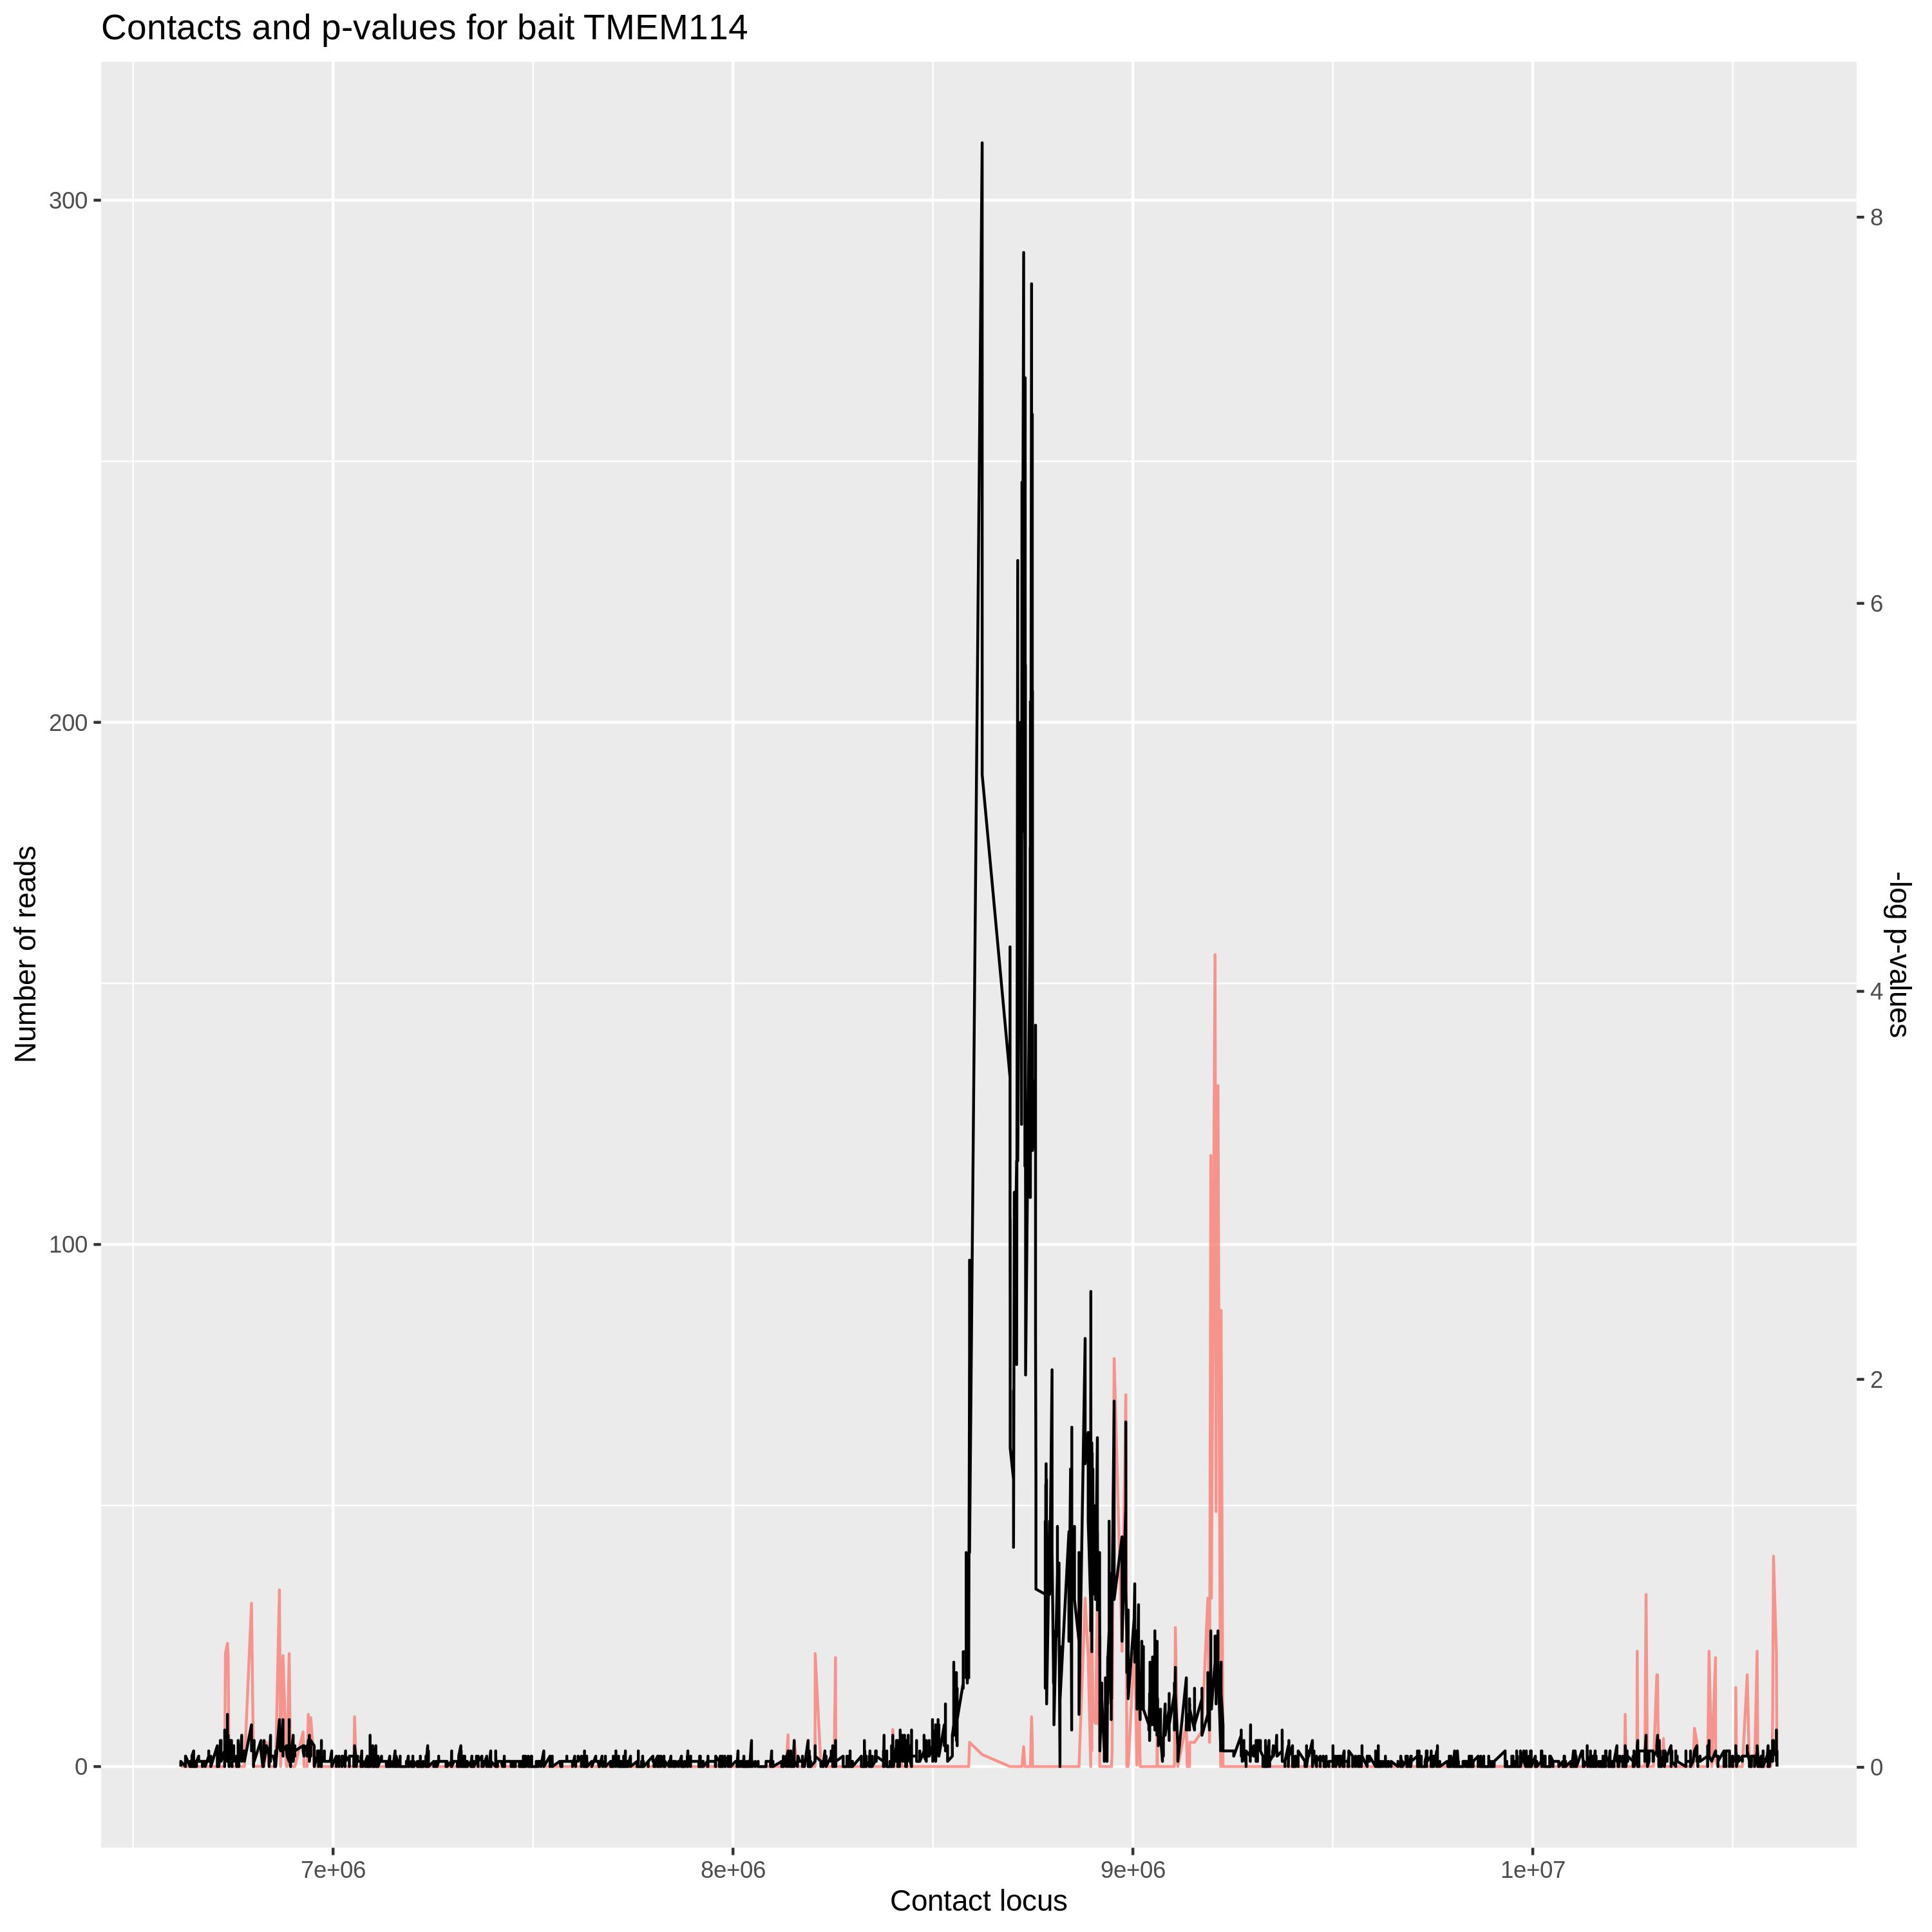 Contacts and p-values for bait TMEM114
300
200
100
0
Number of reads
8
6
4
2
0
-log p-values
7e+06
8e+06
9e+06
1e+07
Contact locus